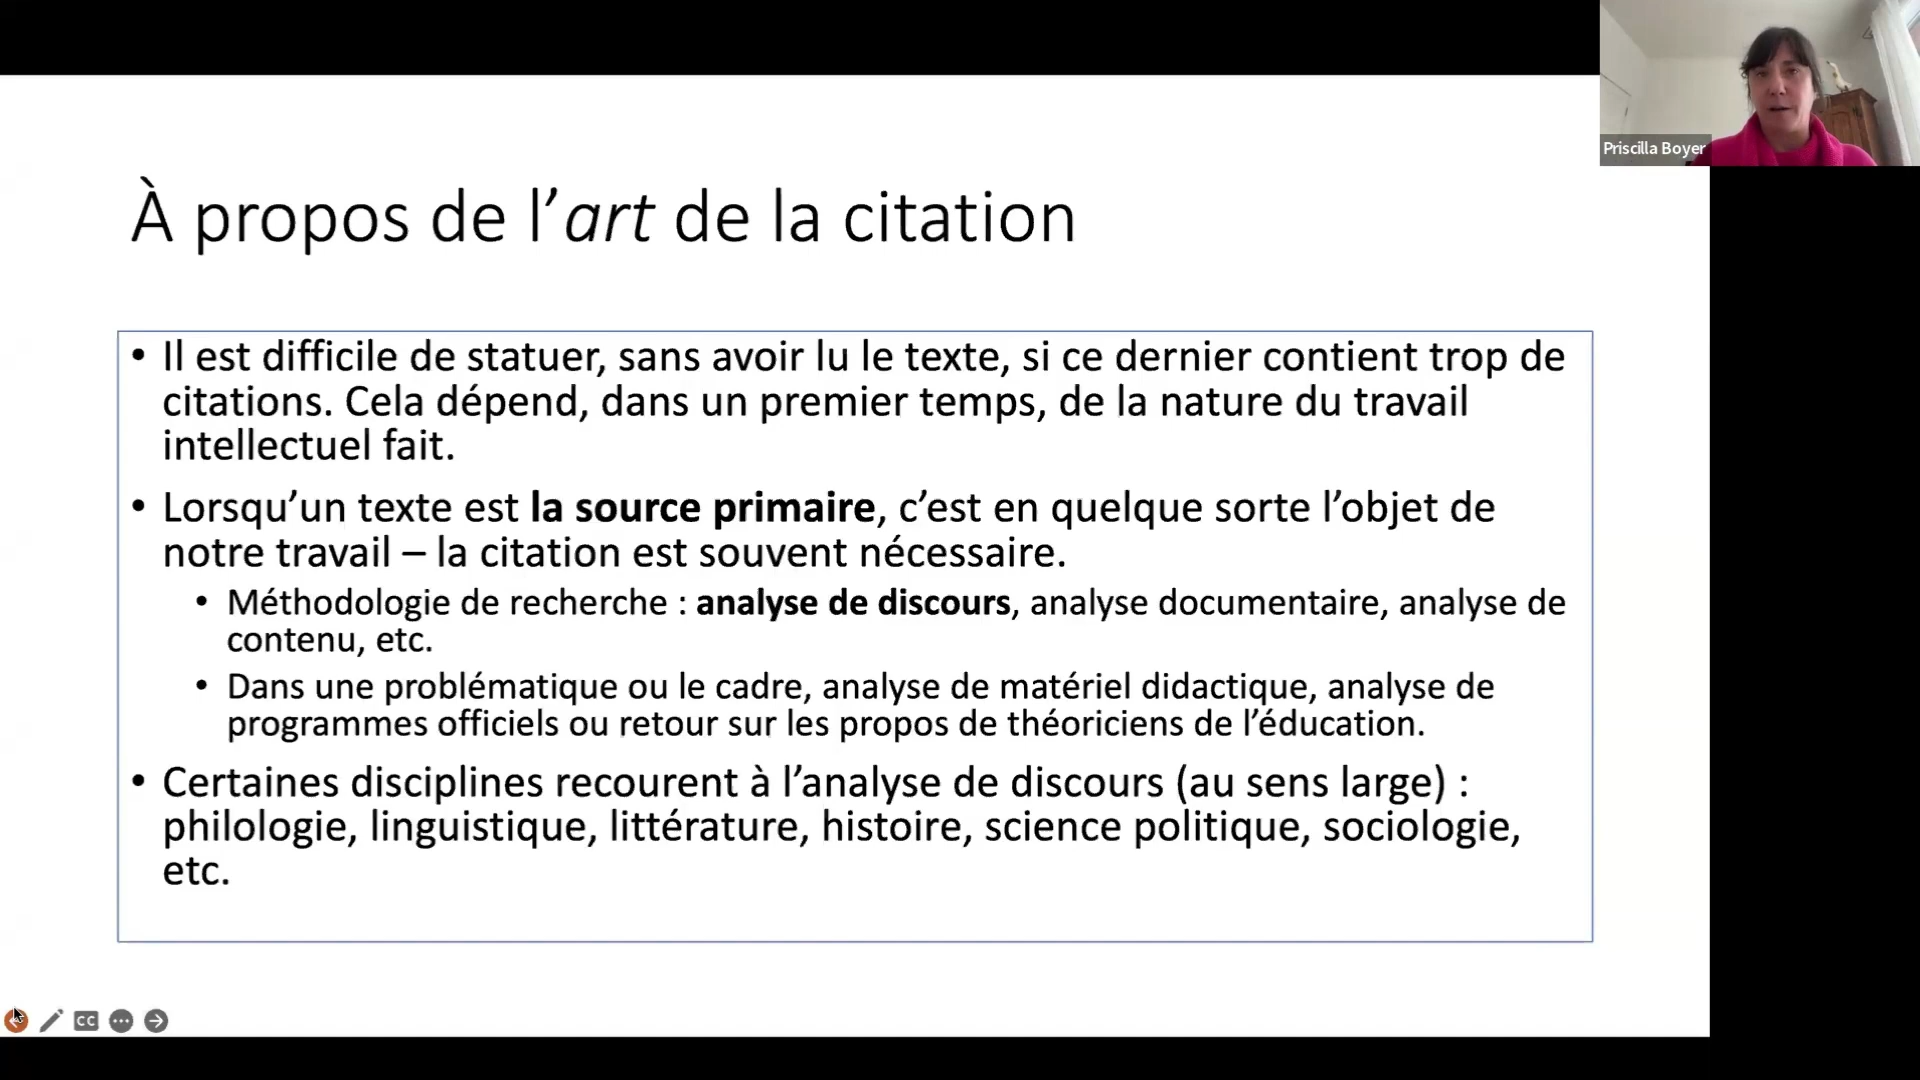 Priscilla Boyer
À propos de l’art de la citation
• Il est difficile de statuer, sans avoir lu le texte, si ce dernier contient trop de
citations. Cela dépend, dans un premier temps, de la nature du travail
intellectuel fait.
• Lorsqu’un texte est la source primaire, c’est en quelque sorte l’objet de
notre travail – la citation est souvent nécessaire.
• Méthodologie de recherche : analyse de discours, analyse documentaire, analyse de
contenu, etc.
• Dans une problématique ou le cadre, analyse de matériel didactique, analyse de
programmes officiels ou retour sur les propos de théoriciens de l’éducation.
• Certaines disciplines recourent à l’analyse de discours (au sens large) :
philologie, linguistique, littérature, histoire, science politique, sociologie,
etc.
CC